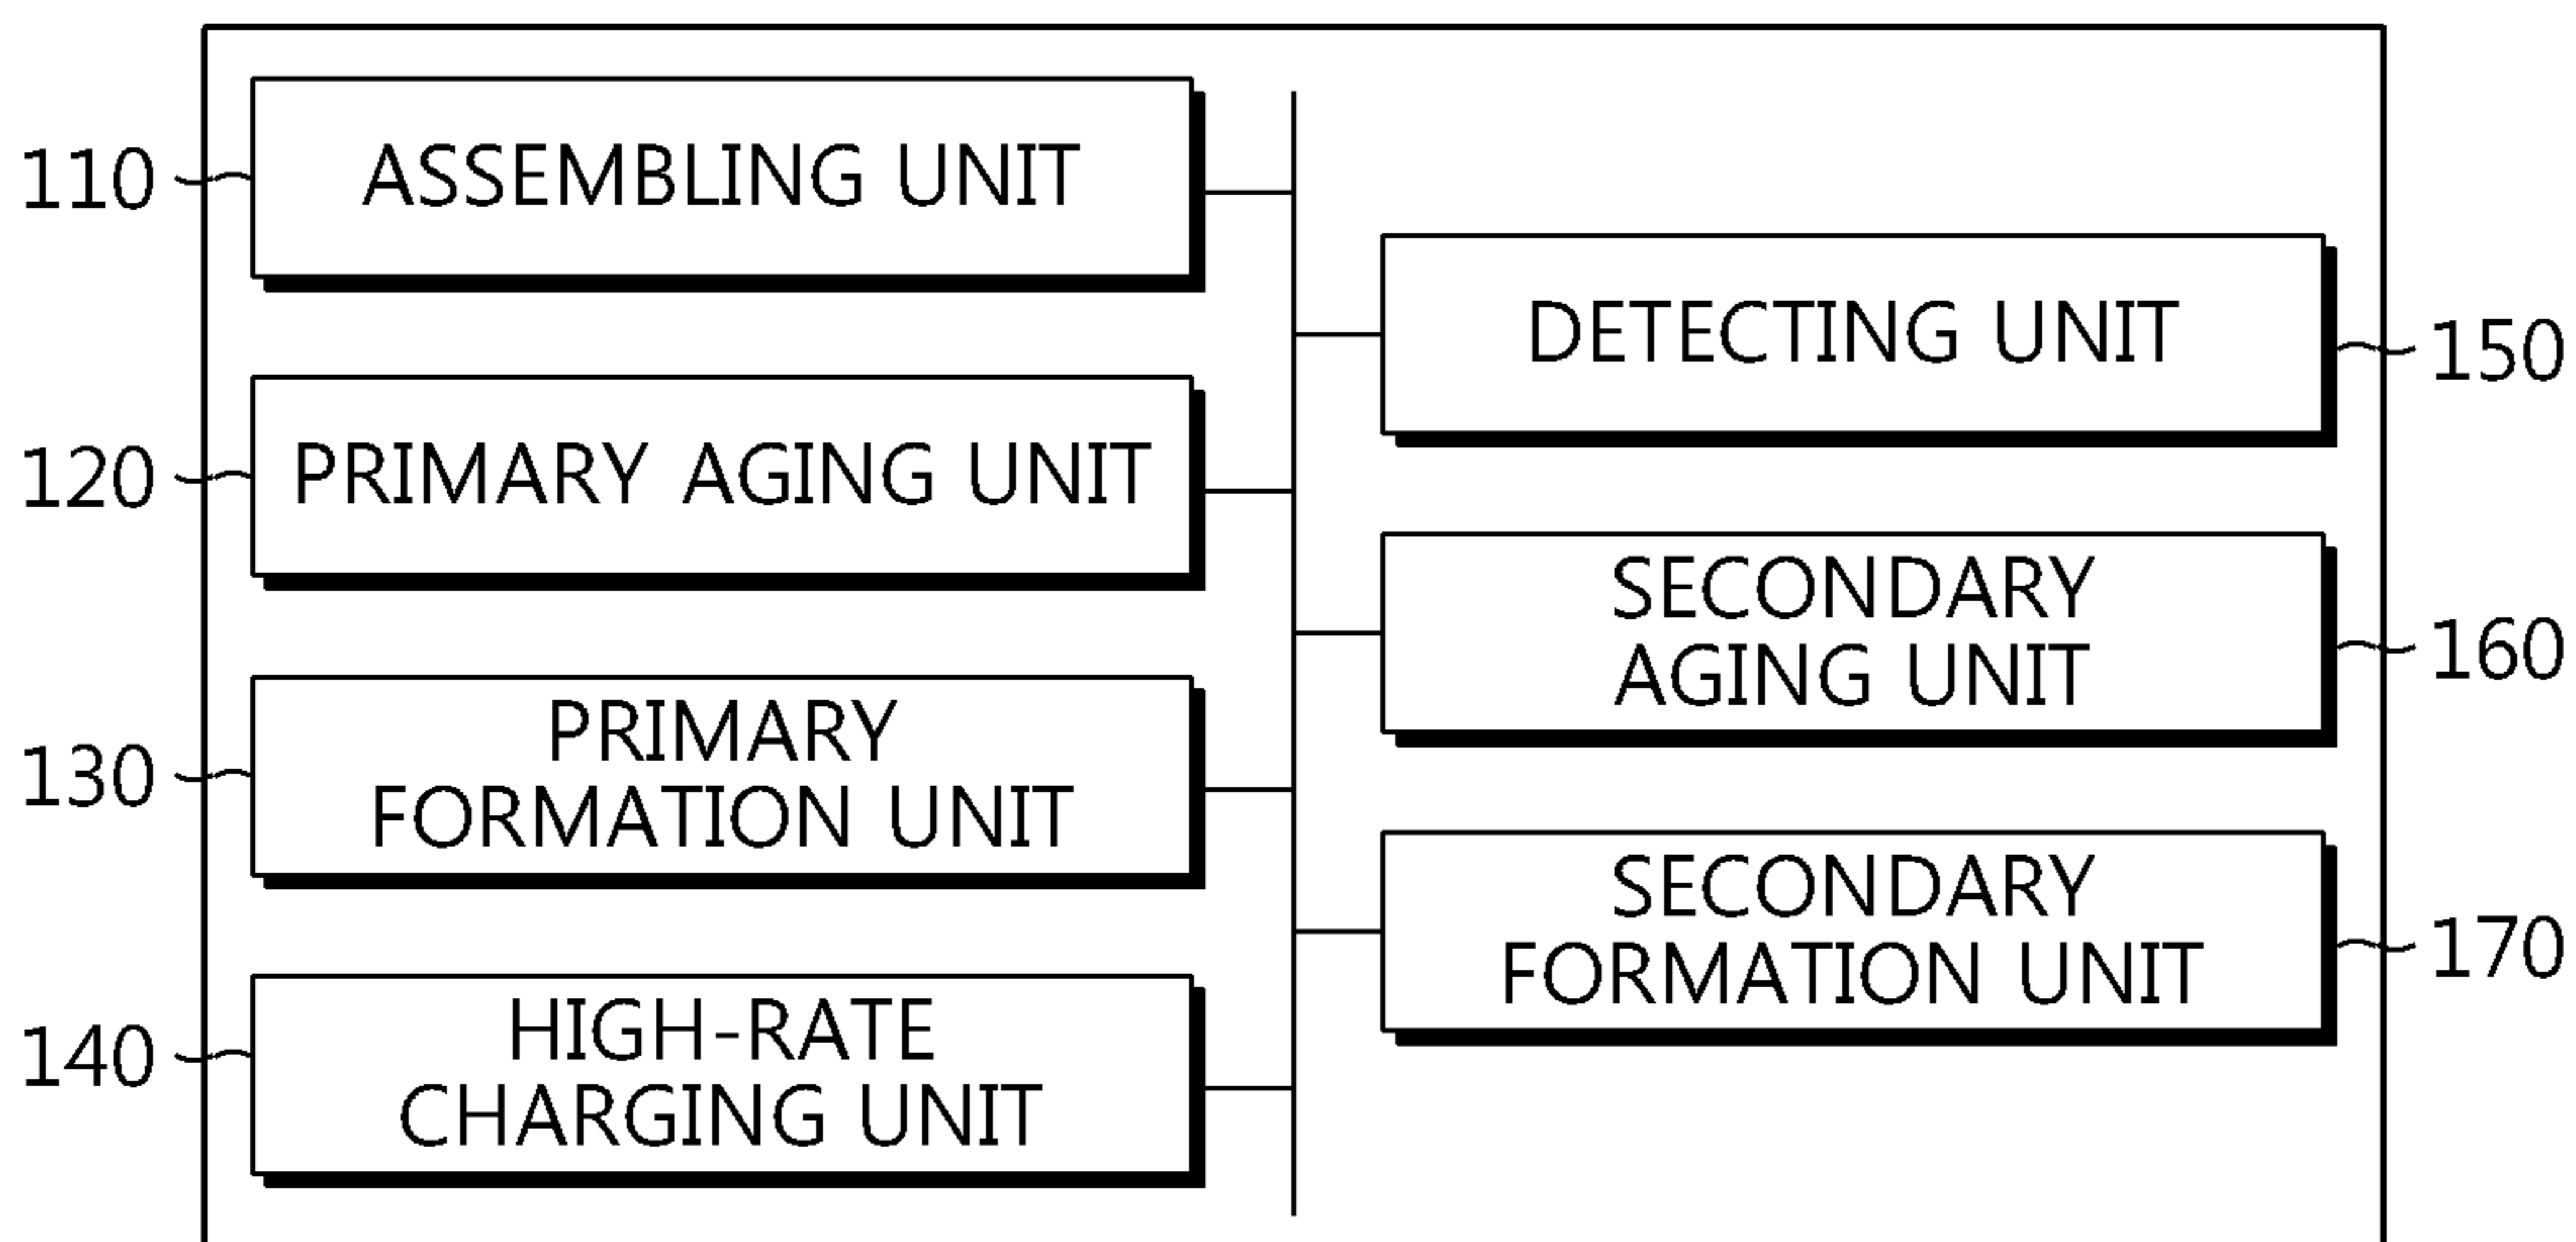 110
ASSEMBLING UNIT
120
PRIMARY AGING UNIT
130
PRIMARY
FORMATION UNIT
140
HIGH-RATE
CHARGING UNIT
DETECTING UNIT
150
SECONDARY
AGING UNIT
160
SECONDARY
FORMATION UNIT
170